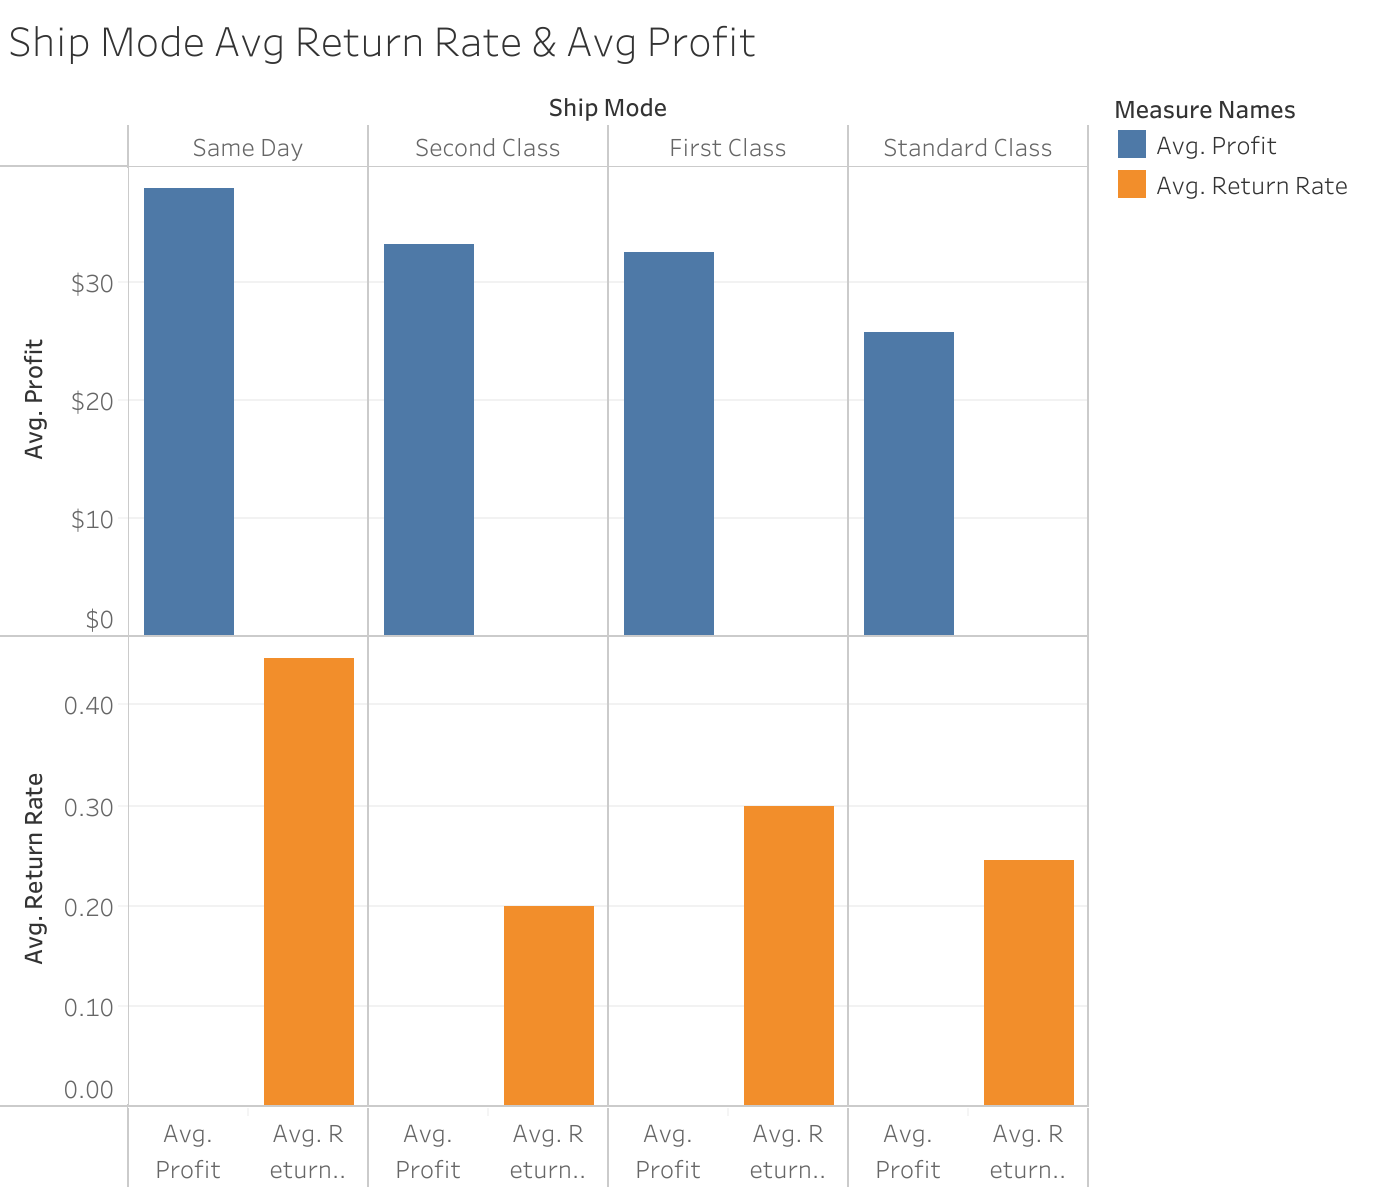 Ship Mode Avg Return Rate & Avg Profit
Ship Mode
Same Day Second Class First Class Standard Class
Measure Names
Avg. Profit
Avg. Return Rate
Avg. Profit
$30
$20
$10
$0
Avg. Return Rate
0.40
0.30
0.20
0.10
0.00
Avg. Avg. R Avg. Avg. R Avg. Avg. R Avg. Avg. R
Profit eturn.. Profit eturn.. Profit eturn.. Profit eturn..